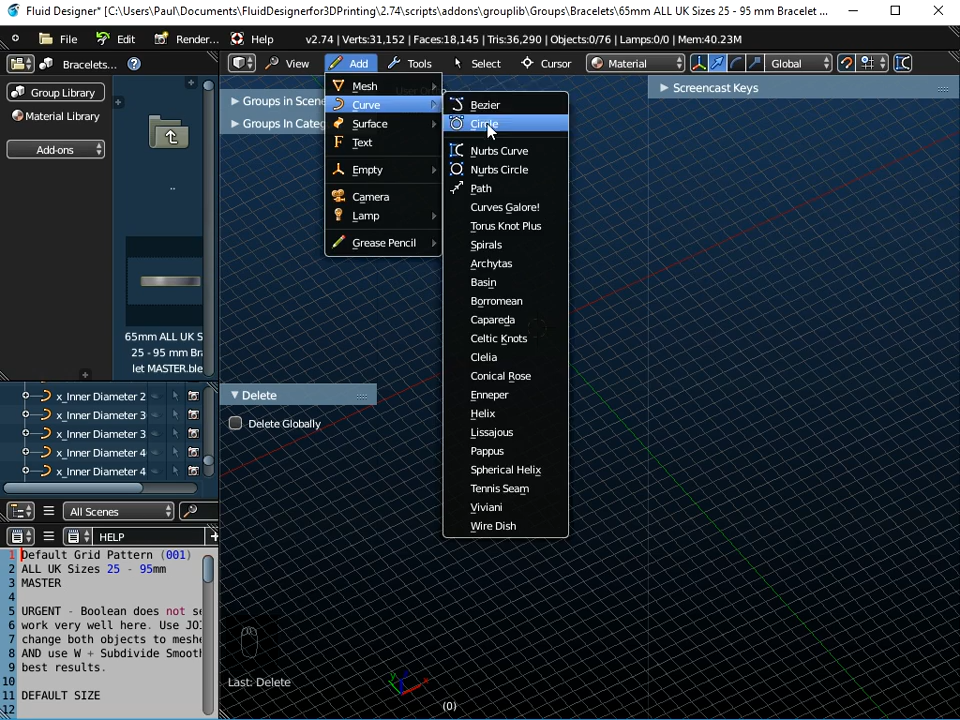 Fluid Designer* [C:\Users\Paul\Documents\FluidDesignerfor3DPrinting\2.74\scripts\addons\grouplib\Groups\Bracelets\65mm ALL UK Sizes 25 - 95 mm Bracelet ...
File Edit Render... Help v2.74 | Verts:31,152 | Faces:18,145 | Tris:36,290 | Objects:0/76 | Lamps:0/0 | Mem:40.23M
Bracelets... View Add Tools Select Cursor Material Global
Group Library
Material Library
Add-ons
..
65mm ALL UK S
25 - 95 mm Bra
let MASTER.ble
Groups in Scene
Groups In Categ
Mesh
Curve
Surface
Text
Empty
Camera
Lamp
Grease Pencil
Bezier
Circle
Nurbs Curve
Nurbs Circle
Path
Curves Galore!
Torus Knot Plus
Spirals
Archytas
Basin
Borromean
Capareda
Celtic Knots
Clelia
Conical Rose
Enneper
Helix
Lissajous
Pappus
Spherical Helix
Tennis Seam
Viviani
Wire Dish
Screencast Keys
Delete
Delete Globally
x_Inner Diameter 2
x_Inner Diameter 3
x_Inner Diameter 3
x_Inner Diameter 4
x_Inner Diameter 4
All Scenes
HELP
1 Default Grid Pattern (001)
2 ALL UK Sizes 25 - 95mm
3 MASTER
4
5 URGENT - Boolean does not se
6 work very well here. Use JOI
7 change both objects to meshe
8 AND use W + Subdivide Smooth
9 best results.
10
11 DEFAULT SIZE
12
Last: Delete
y x
(0)